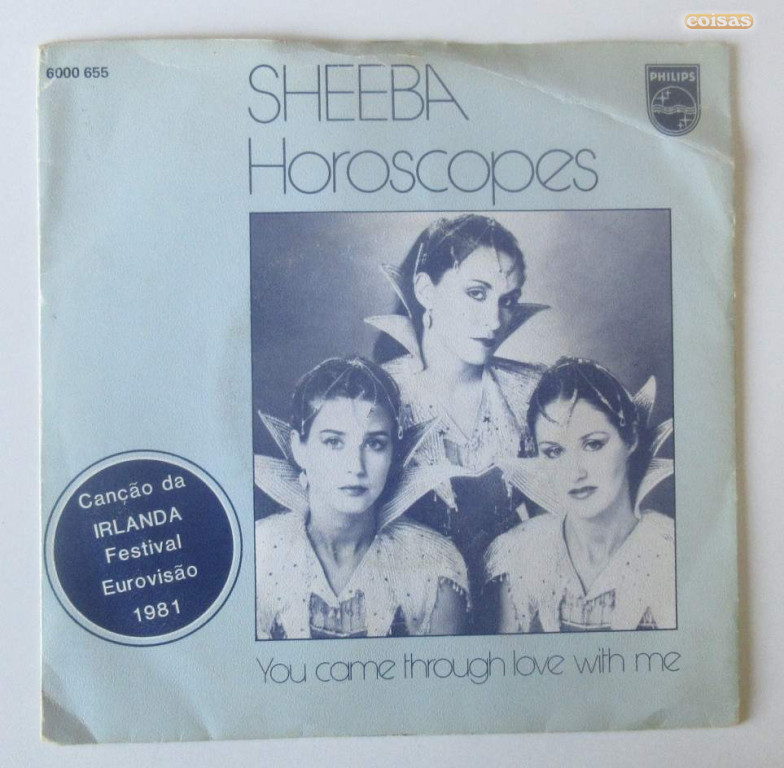 coisas
6000 655
SHEEBA
PHILIPS
Horoscopes
Canção da
IRLANDA
Festival
Eurovisão
1981
You came through love with me